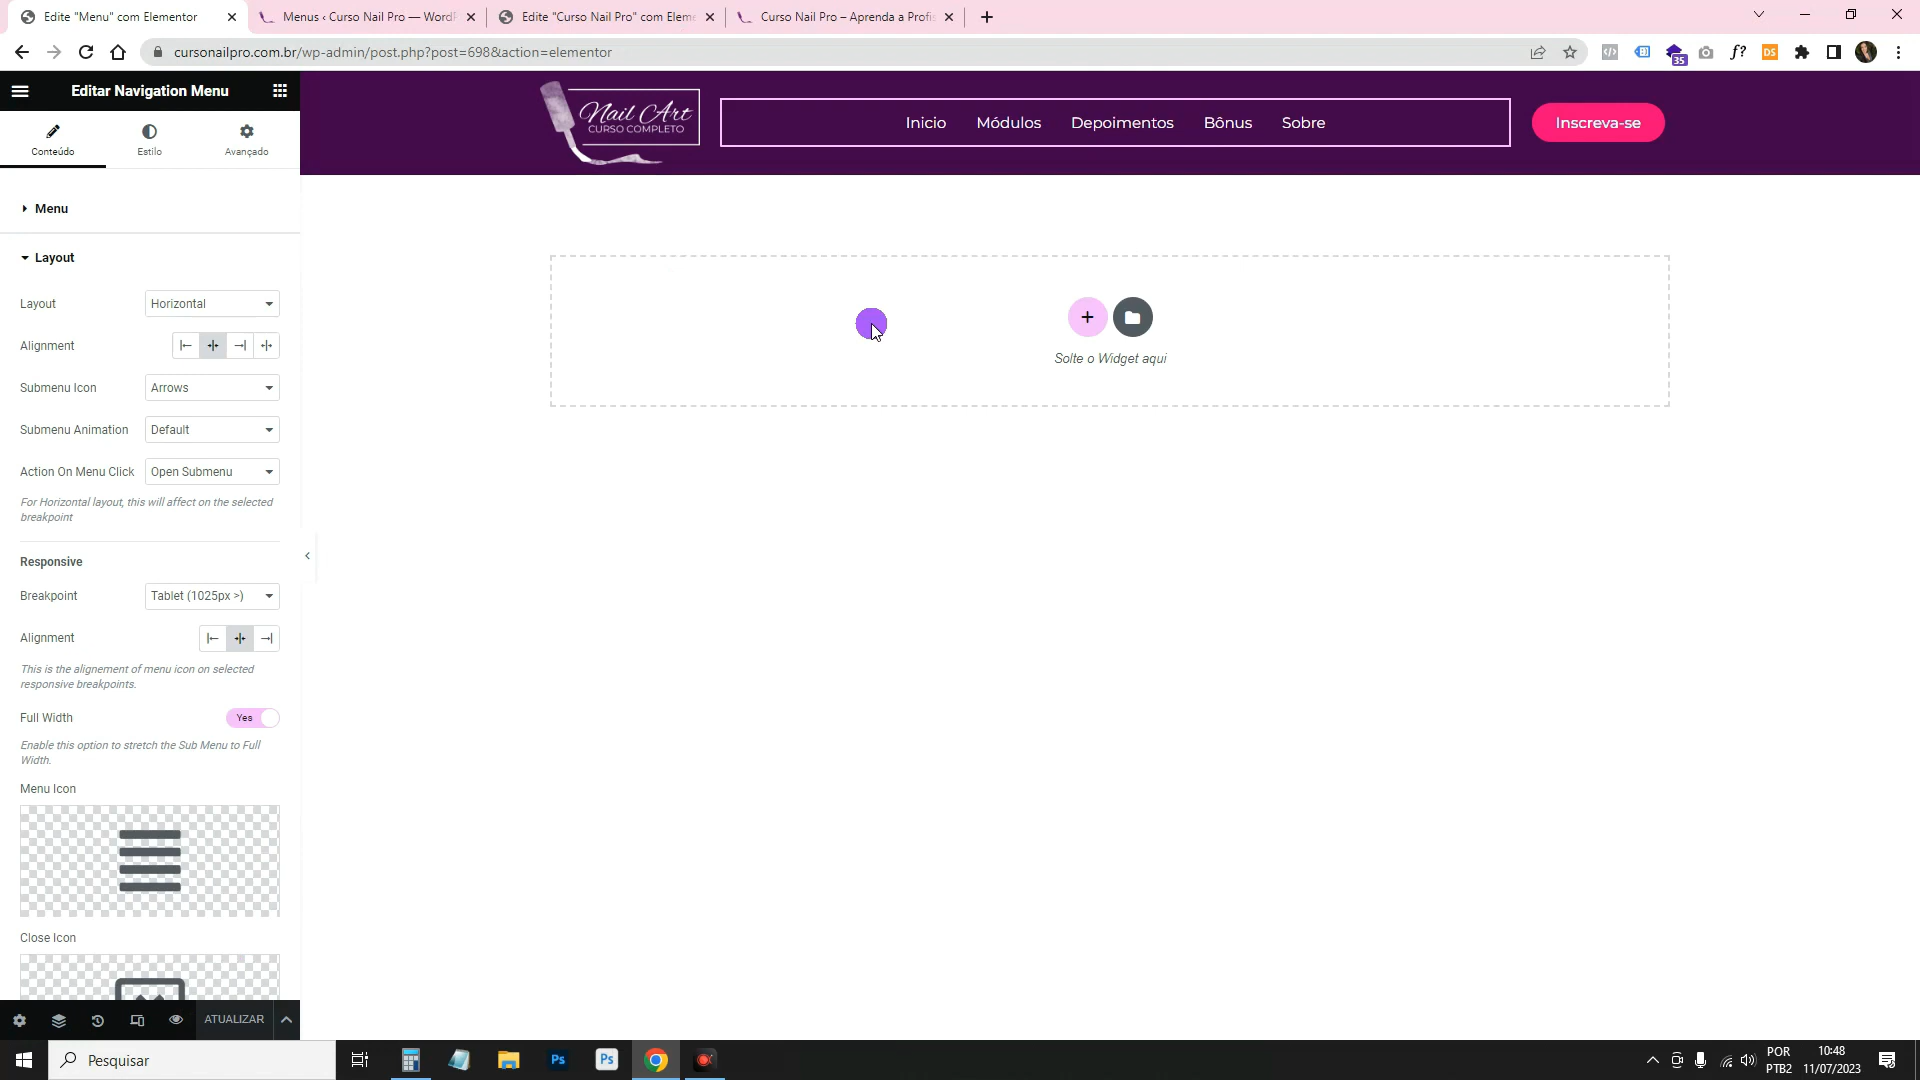 Edite "Menu" com Elementor
Menus ‹ Curso Nail Pro — WordP
Edite "Curso Nail Pro" com Eleme
Curso Nail Pro – Aprenda a Profis
cursonailpro.com.br/wp-admin/post.php?post=698&action=elementor
35
f?
DS
Editar Navigation Menu
Conteúdo
Estilo
Avançado
Nail Art
CURSO COMPLETO
Inicio
Módulos
Depoimentos
Bônus
Sobre
Inscreva-se
Menu
Layout
Layout
Horizontal
Alignment
Submenu Icon
Arrows
Submenu Animation
Default
Action On Menu Click
Open Submenu
For Horizontal layout, this will affect on the selected
breakpoint
Responsive
Breakpoint
Tablet (1025px >)
Alignment
This is the alignement of menu icon on selected
responsive breakpoints.
Full Width
Yes
Enable this option to stretch the Sub Menu to Full
Width.
Menu Icon
Close Icon
Solte o Widget aqui
ATUALIZAR
Pesquisar
Ps
Ps
POR
PTB2
10:48
11/07/2023